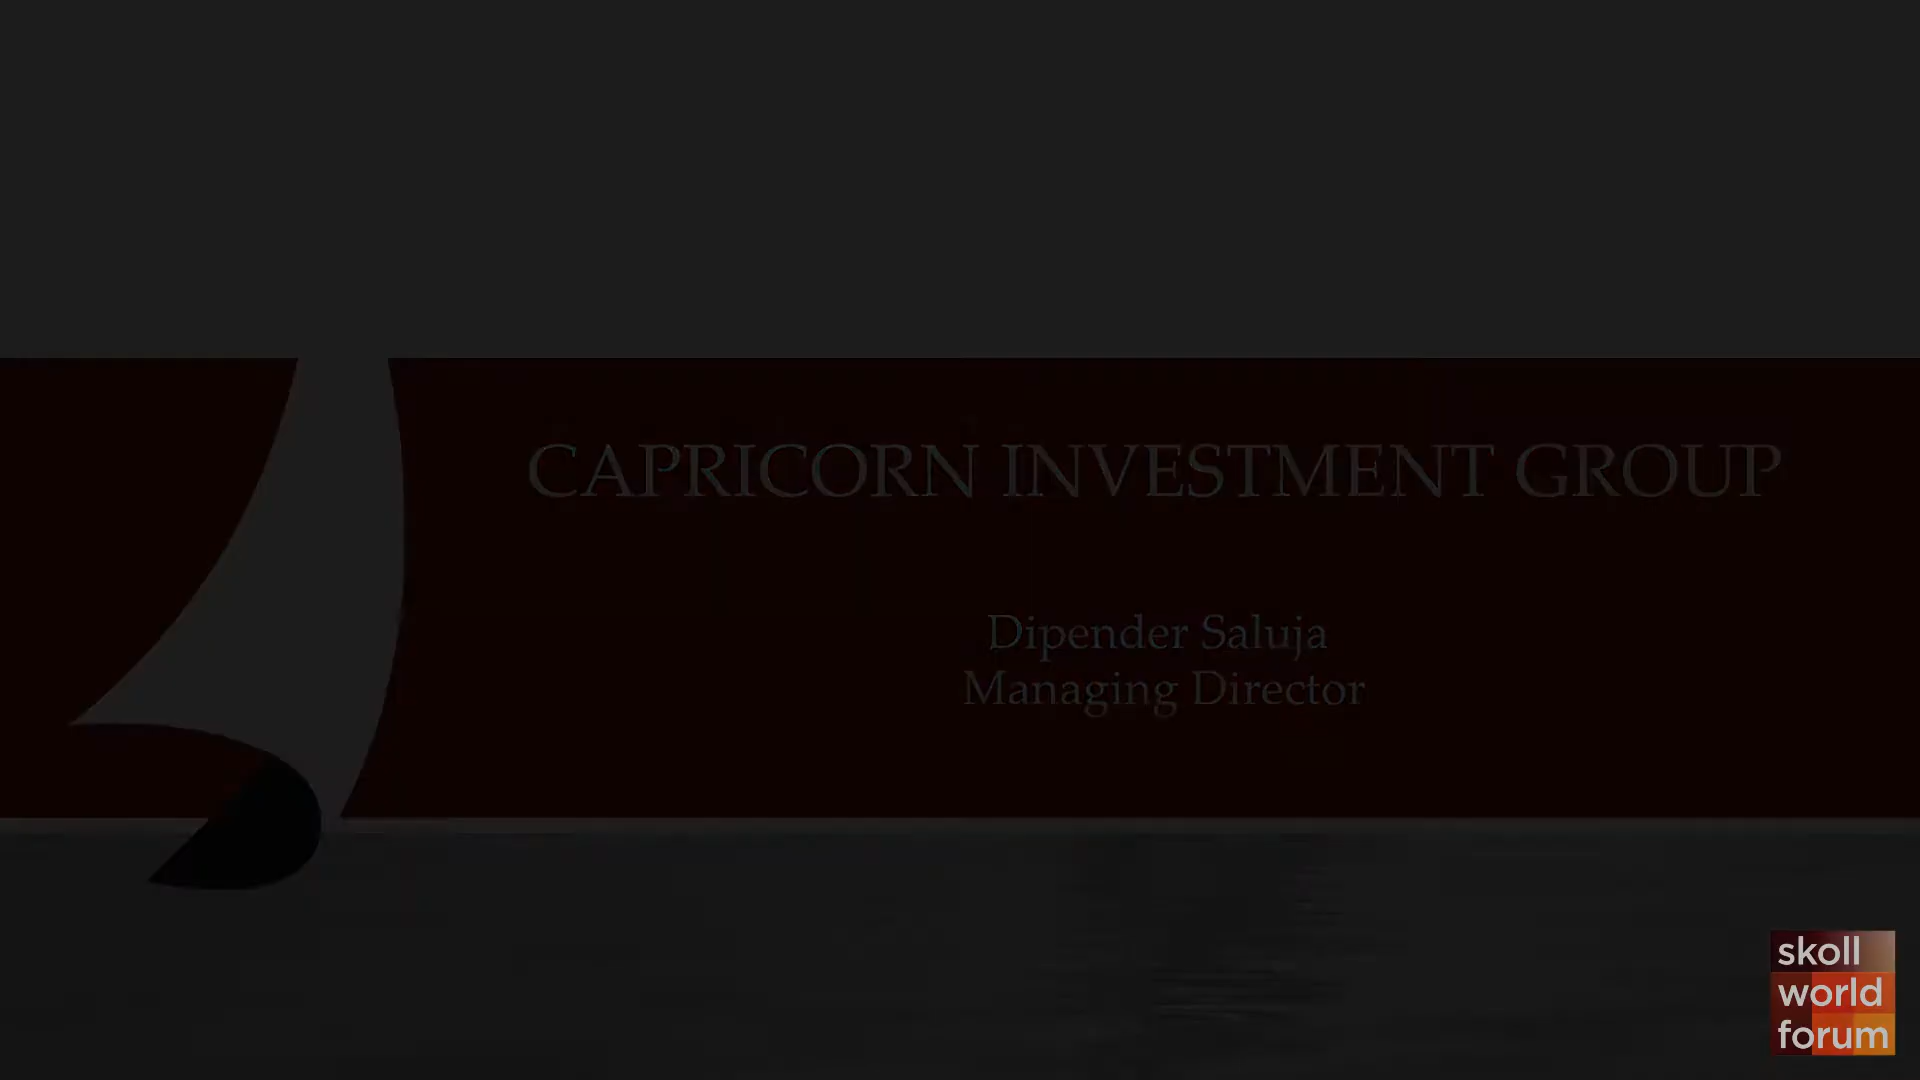 CAPRICORN INVESTMENT GROUP
Dipender Saluja
Managing Director
skoll
world
forum